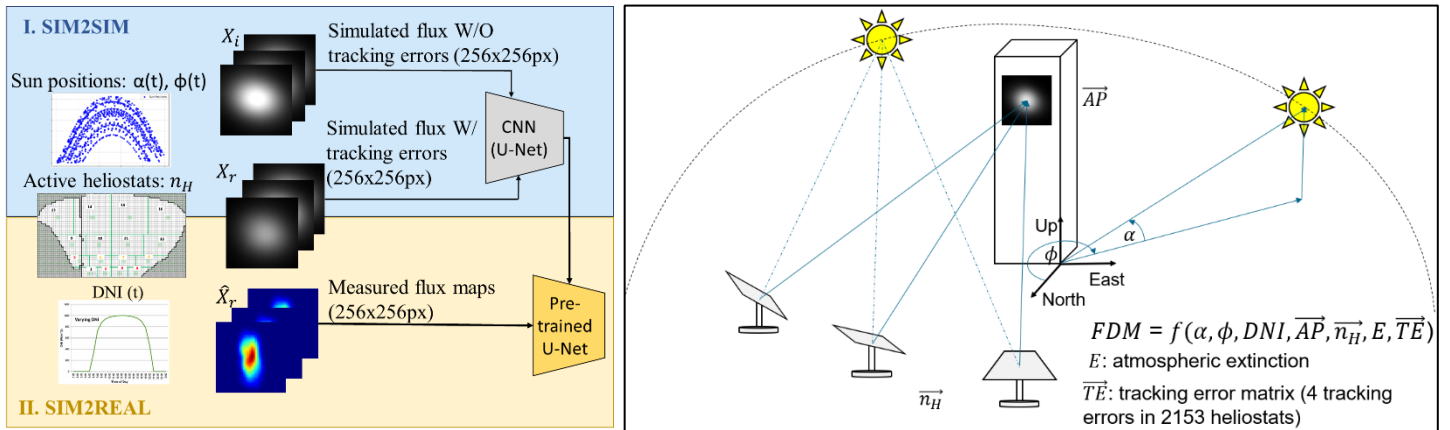 I. SIM2SIM
Sun positions: α(t), ϕ(t)
Active heliostats: n_H
DNI (t)
Varying DNI
II. SIM2REAL
X_i
Simulated flux W/O
tracking errors (256x256px)
Simulated flux W/
tracking errors
(256x256px)
X_r
CNN
(U-Net)
X̂_r
Measured flux maps
(256x256px)
Pre-
trained
U-Net
AP
Up
α
ϕ
East
North
n_H
FDM = f(α, ϕ, DNI, AP, n_H, E, TE)
E: atmospheric extinction
TE: tracking error matrix (4 tracking
errors in 2153 heliostats)